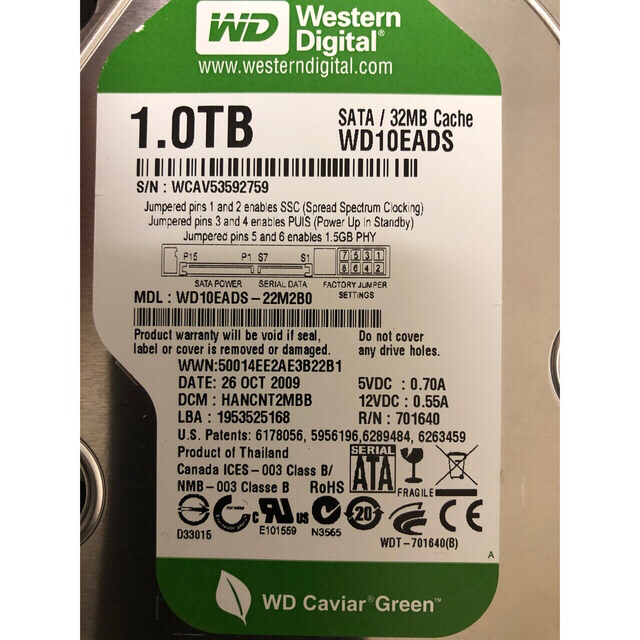 WD Western Digital®
www.westerndigital.com
1.0TB
SATA / 32MB Cache
WD10EADS
S/N : WCAV53592759
Jumpered pins 1 and 2 enables SSC (Spread Spectrum Clocking)
Jumpered pins 3 and 4 enables PUIS (Power Up In Standby)
Jumpered pins 5 and 6 enables 1.5GB PHY
P15 P1 S7 S1
7 5 3 1
8 6 4 2
SATA POWER SERIAL DATA FACTORY JUMPER SETTINGS
MDL : WD10EADS-22M2B0
Product warranty will be void if seal,
label or cover is removed or damaged.
Do not cover
any drive holes.
WWN:50014EE2AE3B22B1
DATE: 26 OCT 2009
5VDC : 0.70A
DCM : HANCNT2MBB
12VDC : 0.55A
LBA : 1953525168
R/N : 701640
U.S. Patents: 6178056, 5956196,6289484, 6263459
Product of Thailand
Canada ICES-003 Class B/
NMB-003 Classe B RoHS
SERIAL
ATA
FRAGILE
D33015
c UR us
E101559
N3565
20
CE
WDT-701640(B)
A
WD Caviar® Green™